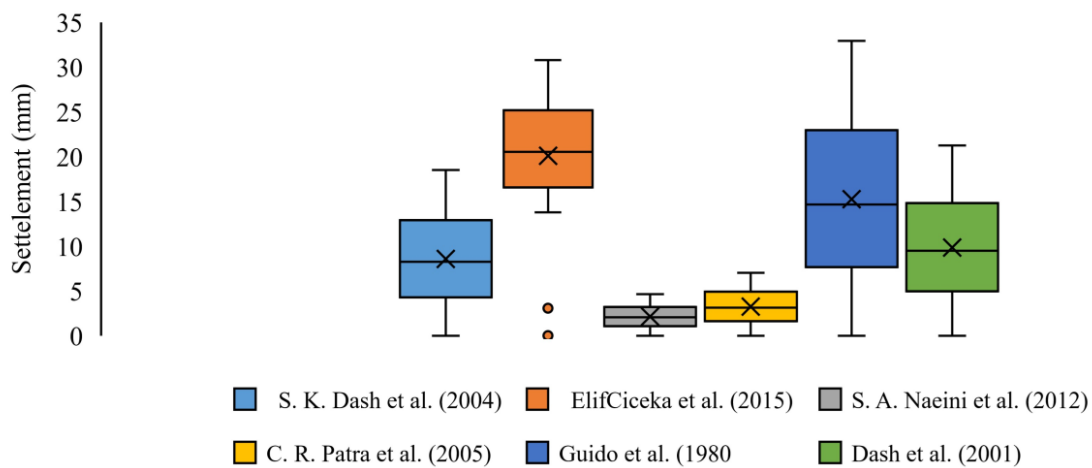 35
30
25
20
15
10
5
0
Settelement (mm)
S. K. Dash et al. (2004)
ElifCiceka et al. (2015)
S. A. Naeini et al. (2012)
C. R. Patra et al. (2005)
Guido et al. (1980
Dash et al. (2001)